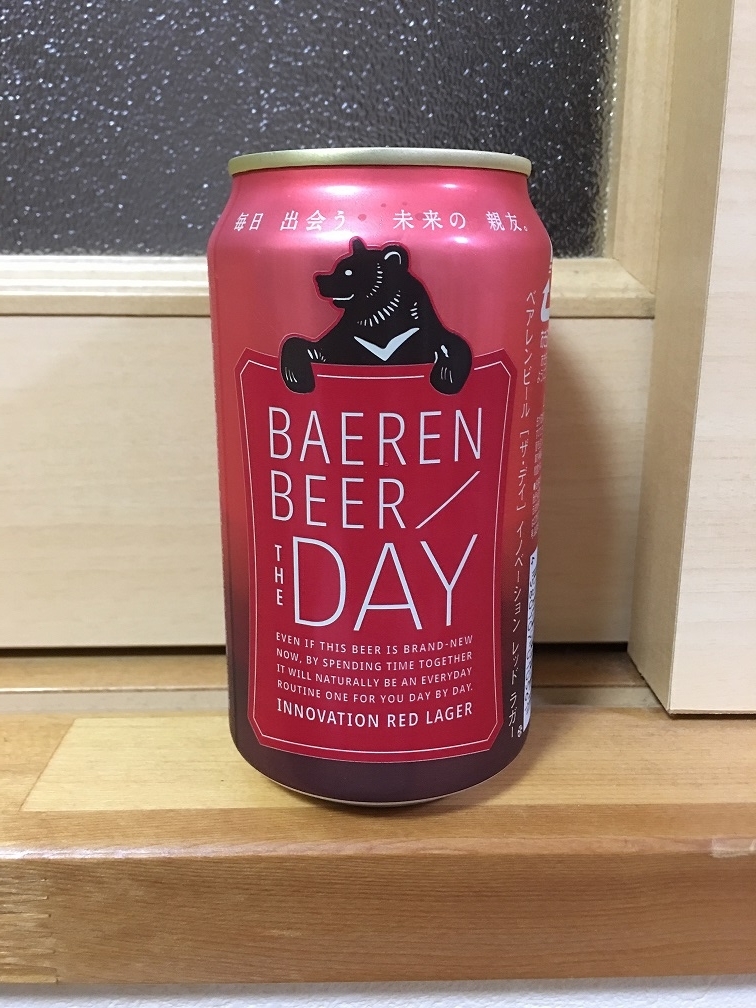 毎日 出会う 未来の 親友。
BAEREN
BEER/
THE DAY
EVEN IF THIS BEER IS BRAND-NEW
NOW, BY SPENDING TIME TOGETHER
IT WILL NATURALLY BE AN EVERYDAY
ROUTINE ONE FOR YOU DAY BY DAY.
INNOVATION RED LAGER
ベアレンビール [ザ・デイ] イノベーション レッド ラガー